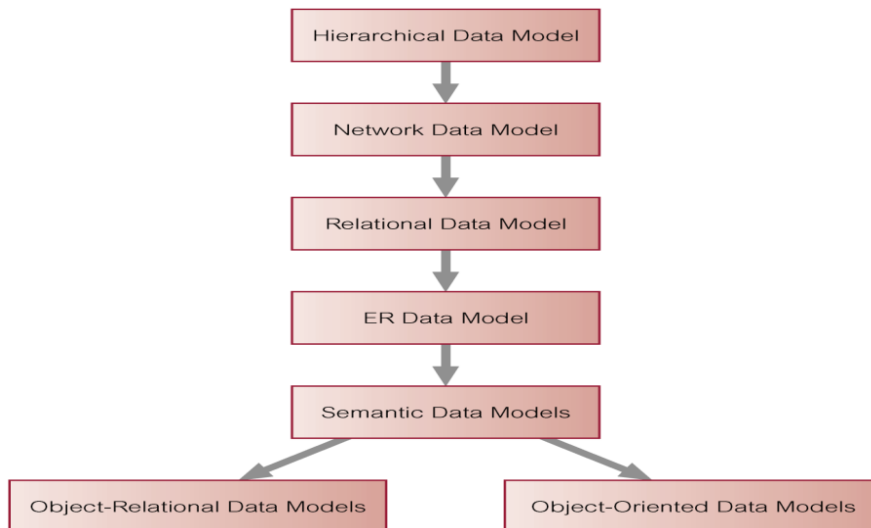 Hierarchical Data Model
Network Data Model
Relational Data Model
ER Data Model
Semantic Data Models
Object-Relational Data Models
Object-Oriented Data Models